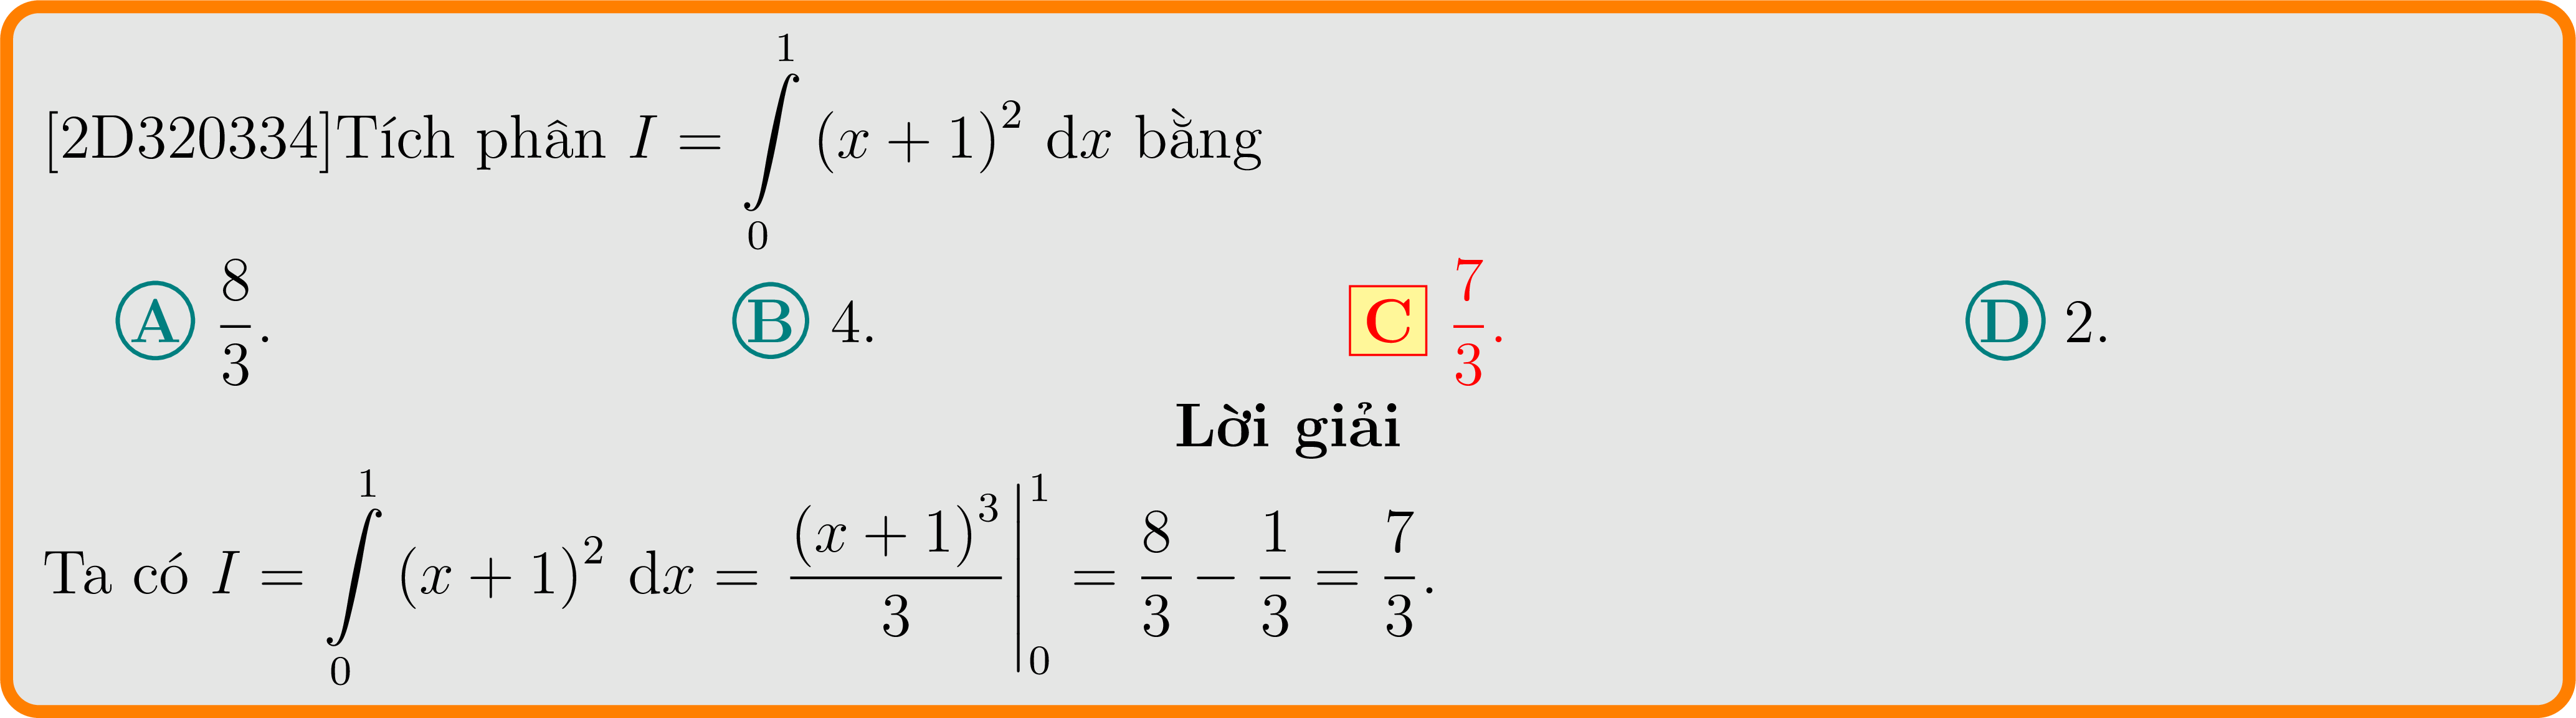 [2D320334]Tích phân $I = \int\limits_0^1 (x+1)^2 \mathrm{d}x$ bằng
A $\frac{8}{3}$. B 4. C $\frac{7}{3}$. D 2.
Lời giải
Ta có $I = \int\limits_0^1 (x+1)^2 \mathrm{d}x = \left.\frac{(x+1)^3}{3}\right|_0^1 = \frac{8}{3} - \frac{1}{3} = \frac{7}{3}$.